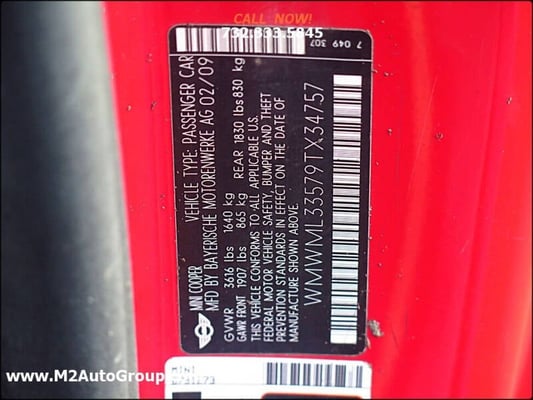 CALL NOW!
732.333.5945
7 049 307
MINI COOPER
VEHICLE TYPE: PASSENGER CAR
MFD BY BAYERISCHE MOTORENWERKE AG 02/09
GVWR 3616 lbs 1640 kg
GAWR FRONT 1907 lbs 865 kg REAR 1830 lbs 830 kg
THIS VEHICLE CONFORMS TO ALL APPLICABLE U.S.
FEDERAL MOTOR VEHICLE SAFETY, BUMPER AND THEFT
PREVENTION STANDARDS IN EFFECT ON THE DATE OF
MANUFACTURE SHOWN ABOVE.
WMWML33579TX34757
MINI
www.M2AutoGroup